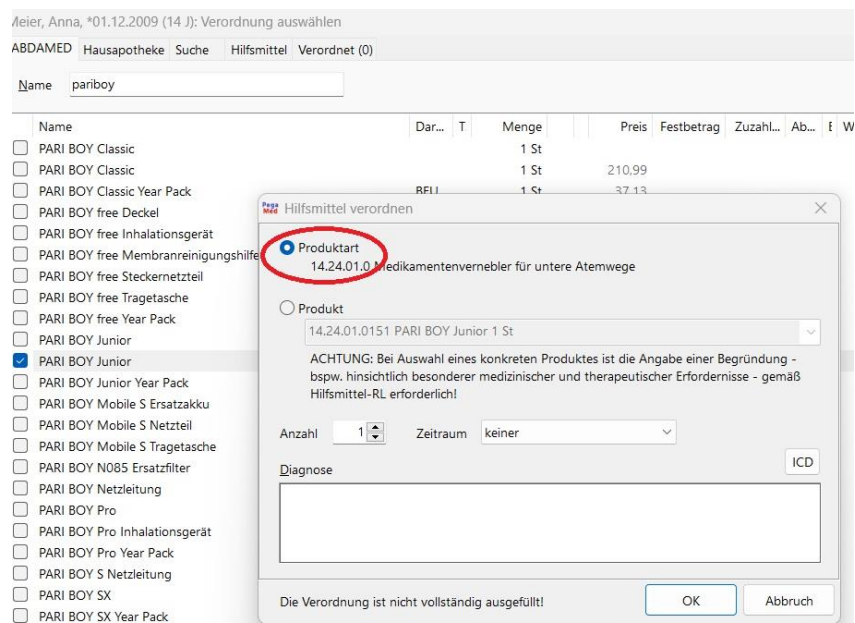 Meier, Anna, *01.12.2009 (14 J): Verordnung auswählen
ABDAMED Hausapotheke Suche Hilfsmittel Verordnet (0)
Name pariboy
Name Dar... T Menge Preis Festbetrag Zuzahl... Ab... E W
PARI BOY Classic 1 St
PARI BOY Classic 1 St 210,99
PARI BOY Classic Year Pack BEU 1 St 37,13
PARI BOY free Deckel
PARI BOY free Inhalationsgerät
PARI BOY free Membranreinigungshilfe
PARI BOY free Steckernetzteil
PARI BOY free Tragetasche
PARI BOY free Year Pack
PARI BOY Junior
PARI BOY Junior
PARI BOY Junior Year Pack
PARI BOY Mobile S Ersatzakku
PARI BOY Mobile S Netzteil
PARI BOY Mobile S Tragetasche
PARI BOY N085 Ersatzfilter
PARI BOY Netzleitung
PARI BOY Pro
PARI BOY Pro Inhalationsgerät
PARI BOY Pro Year Pack
PARI BOY S Netzleitung
PARI BOY SX
PARI BOY SX Year Pack
Pega Med Hilfsmittel verordnen
Produktart
14.24.01.0 Medikamentenvernebler für untere Atemwege
Produkt
14.24.01.0151 PARI BOY Junior 1 St
ACHTUNG: Bei Auswahl eines konkreten Produktes ist die Angabe einer Begründung -
bspw. hinsichtlich besonderer medizinischer und therapeutischer Erfordernisse - gemäß
Hilfsmittel-RL erforderlich!
Anzahl 1 Zeitraum keiner
Diagnose ICD
Die Verordnung ist nicht vollständig ausgefüllt! OK Abbruch